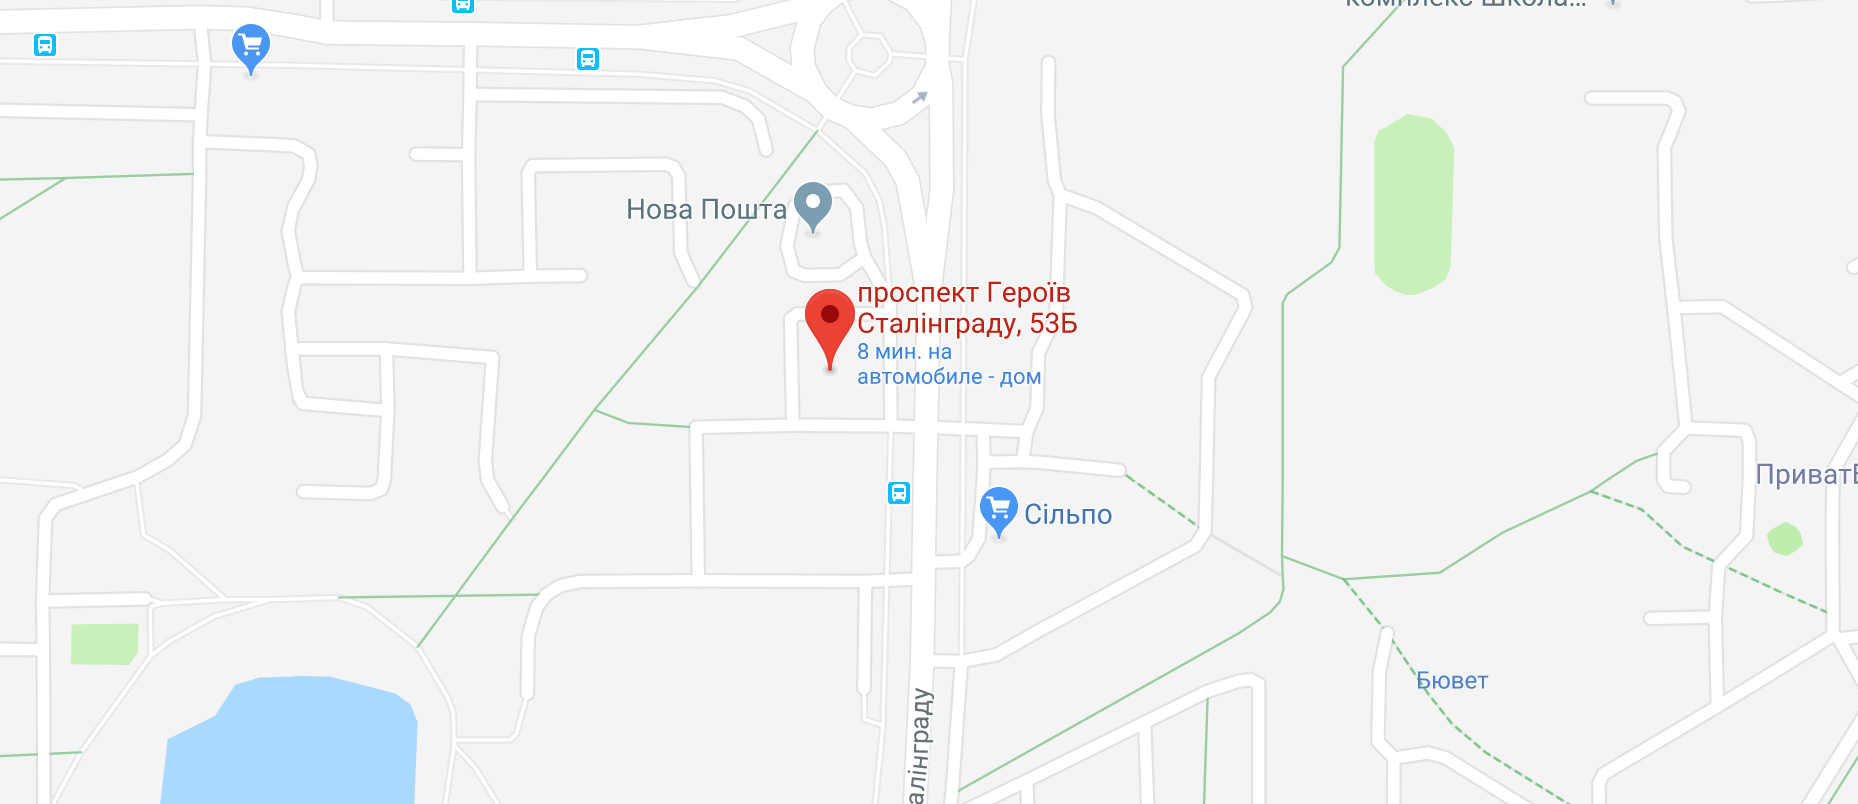 комплекс школа...
Нова Пошта
проспект Героїв
Сталінграду, 53Б
8 мин. на
автомобиле - дом
ПриватБ
Сільпо
Бювет
алінграду